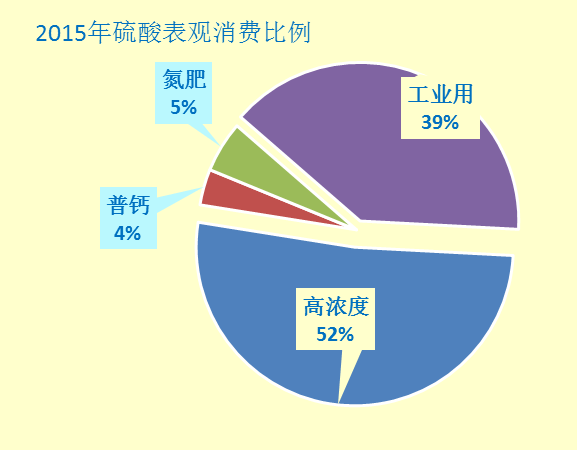 2015年硫酸表观消费比例
氮肥
5%
工业用
39%
普钙
4%
高浓度
52%